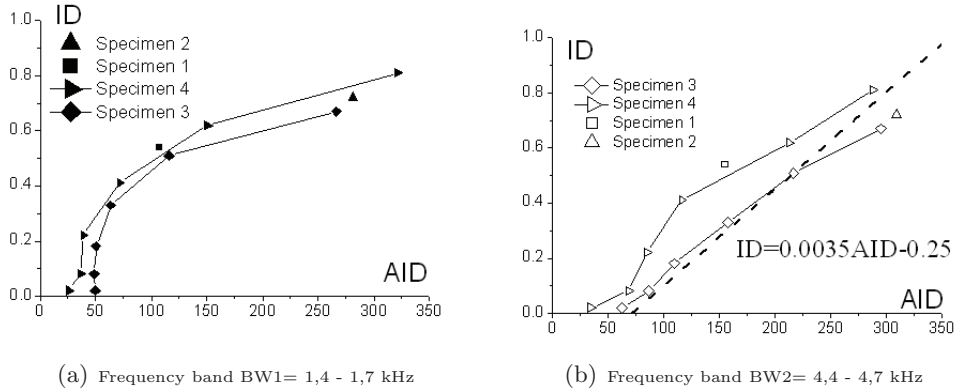 ID
1.0
0.8
0.6
0.4
0.2
0.0
Specimen 2
Specimen 1
Specimen 4
Specimen 3
AID
0 50 100 150 200 250 300 350
(a) Frequency band BW1= 1,4 - 1,7 kHz
ID
1.0
0.8
0.6
0.4
0.2
0.0
Specimen 3
Specimen 4
Specimen 1
Specimen 2
ID=0.0035AID-0.25
AID
0 50 100 150 200 250 300 350
(b) Frequency band BW2= 4,4 - 4,7 kHz